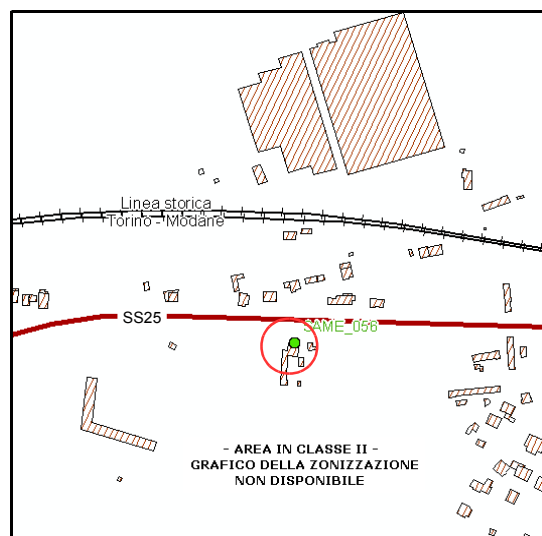 Linea storica
Torino - Modane
SS25
SAME_056
- AREA IN CLASSE II -
GRAFICO DELLA ZONIZZAZIONE
NON DISPONIBILE